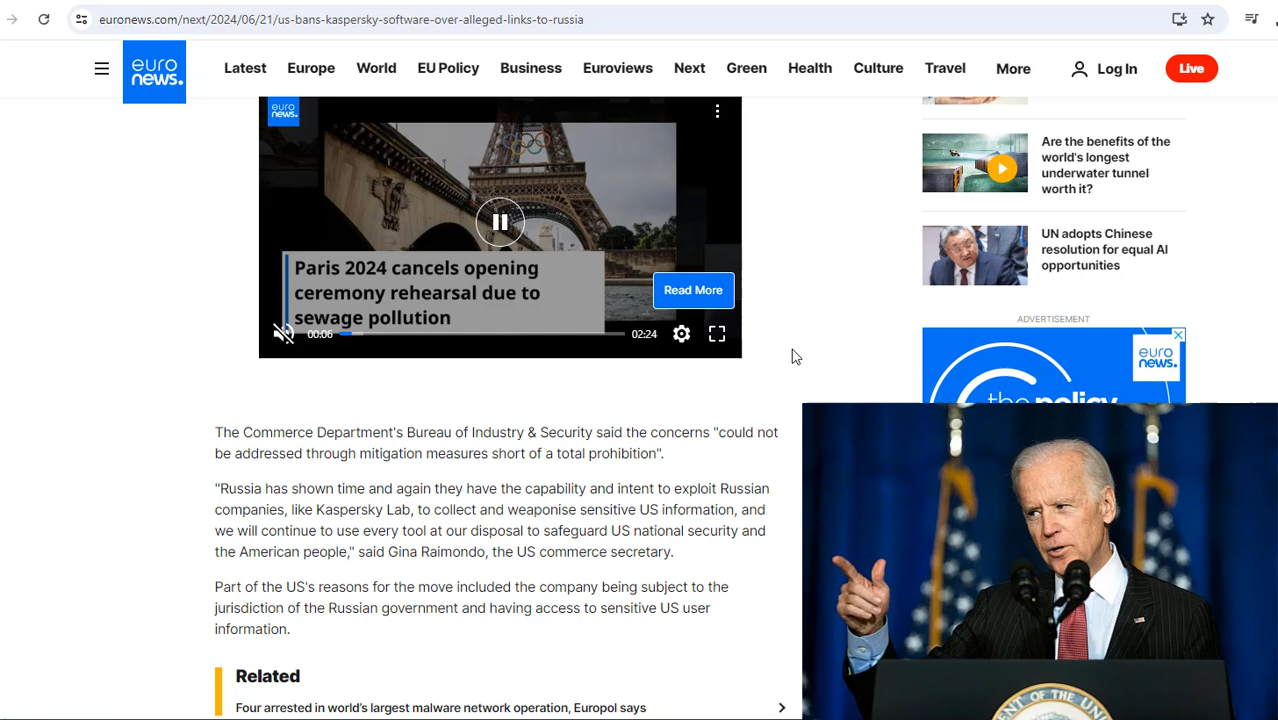 euronews.com/next/2024/06/21/us-bans-kaspersky-software-over-alleged-links-to-russia
euro
news.
Latest
Europe
World
EU Policy
Business
Euroviews
Next
Green
Health
Culture
Travel
More
Log In
Live
euro
news.
Paris 2024 cancels opening
ceremony rehearsal due to
sewage pollution
Read More
00:06
02:24
The Commerce Department's Bureau of Industry & Security said the concerns "could not
be addressed through mitigation measures short of a total prohibition".
"Russia has shown time and again they have the capability and intent to exploit Russian
companies, like Kaspersky Lab, to collect and weaponise sensitive US information, and
we will continue to use every tool at our disposal to safeguard US national security and
the American people," said Gina Raimondo, the US commerce secretary.
Part of the US's reasons for the move included the company being subject to the
jurisdiction of the Russian government and having access to sensitive US user
information.
Related
Four arrested in world's largest malware network operation, Europol says
Are the benefits of the
world's longest
underwater tunnel
worth it?
UN adopts Chinese
resolution for equal AI
opportunities
ADVERTISEMENT
euro
news.
the policy